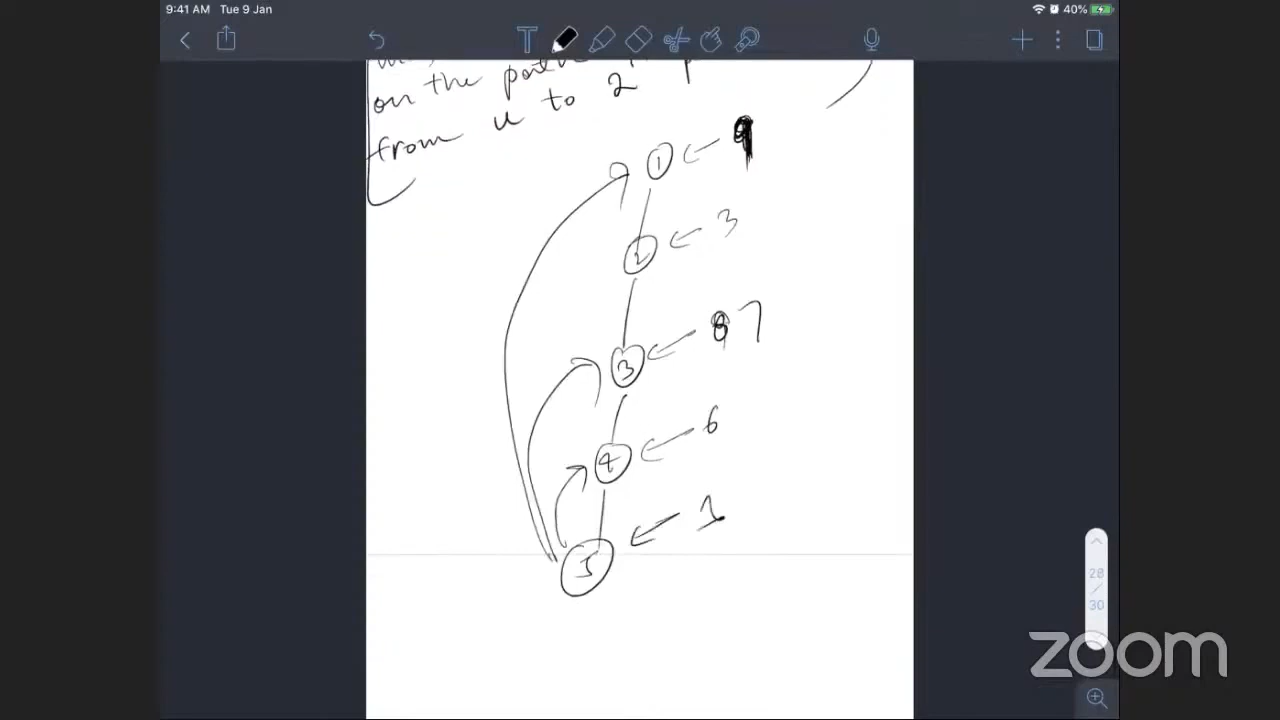 9:41 AM Tue 9 Jan
40%
T
on the
from u to 2
1 ← 9
2 ← 3
3 ← 8 7
4 ← 6
5 ← 1
28
/
30
zoom